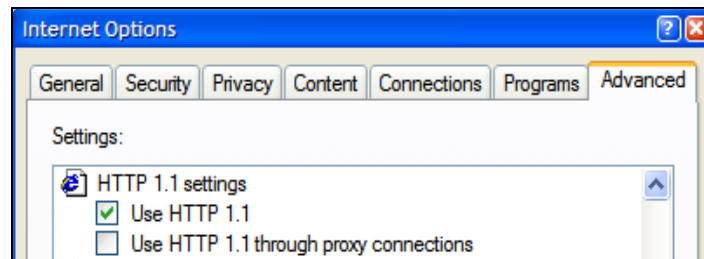 Internet Options
General Security Privacy Content Connections Programs Advanced
Settings:
HTTP 1.1 settings
Use HTTP 1.1
Use HTTP 1.1 through proxy connections